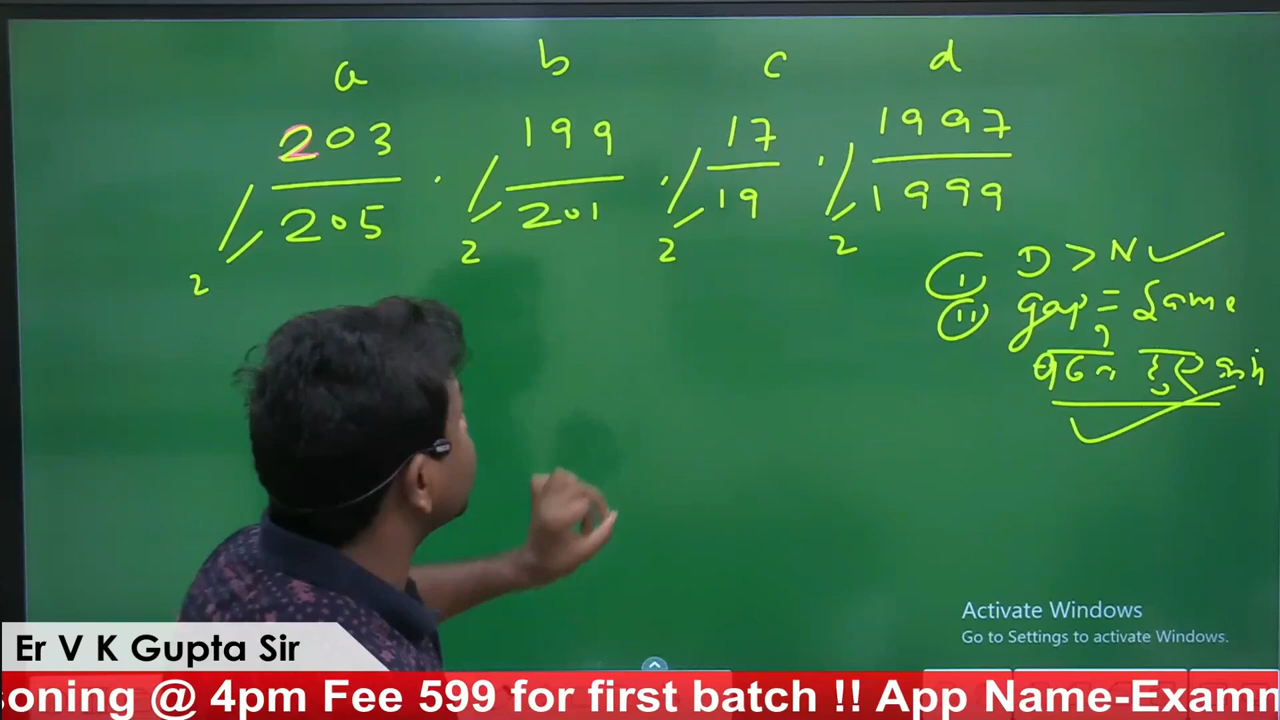 a b c d
203 199 17 1997
205 201 19 1999
2 2 2 2
i D > N
ii gap = Same
Activate Windows
Go to Settings to activate Windows.
Er V K Gupta Sir
soning @ 4pm Fee 599 for first batch !! App Name-Examn